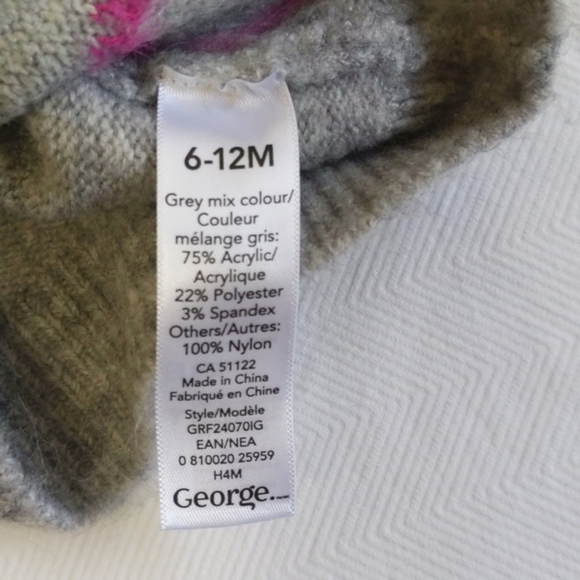 6-12M
Grey mix colour/
Couleur
mélange gris:
75% Acrylic/
Acrylique
22% Polyester
3% Spandex
Others/Autres:
100% Nylon
CA 51122
Made in China
Fabriqué en Chine
Style/Modèle
GRF24070IG
EAN/NEA
0 810020 25959
H4M
George.